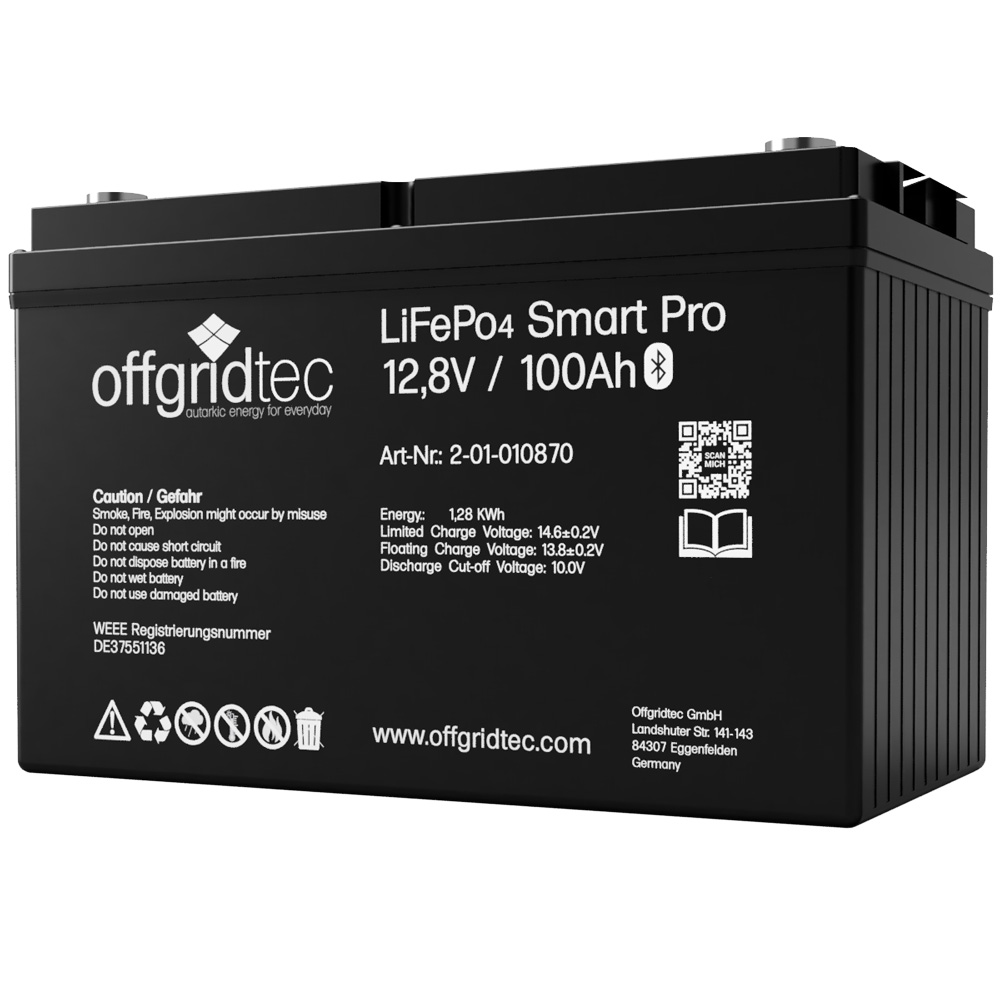 offgridtec
autarkic energy for everyday
LiFePo4 Smart Pro
12,8V / 100Ah
Art-Nr.: 2-01-010870
SCAN
MICH
Energy.: 1,28 KWh
Limited Charge Voltage: 14.6±0.2V
Floating Charge Voltage: 13.8±0.2V
Discharge Cut-off Voltage: 10.0V
Caution / Gefahr
Smoke, Fire, Explosion might occur by misuse
Do not open
Do not cause short circuit
Do not dispose battery in a fire
Do not wet battery
Do not use damaged battery
WEEE Registrierungsnummer
DE37551136
www.offgridtec.com
Offgridtec GmbH
Landshuter Str. 141-143
84307 Eggenfelden
Germany